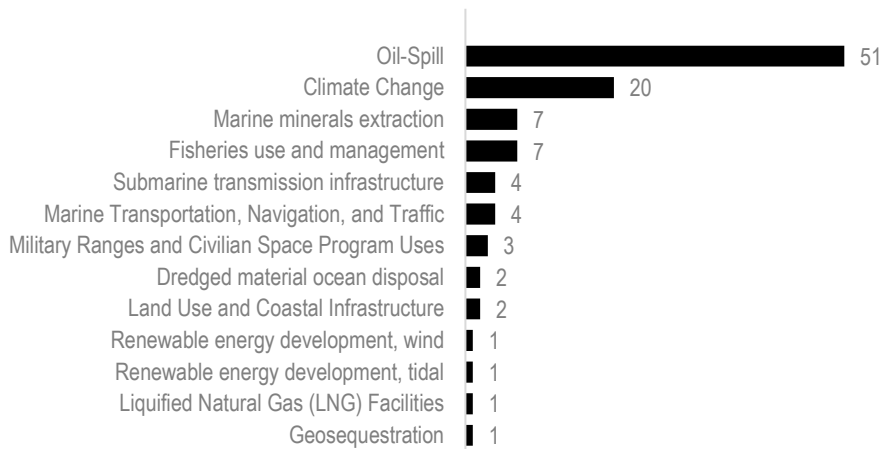 Oil-Spill 51
Climate Change 20
Marine minerals extraction 7
Fisheries use and management 7
Submarine transmission infrastructure 4
Marine Transportation, Navigation, and Traffic 4
Military Ranges and Civilian Space Program Uses 3
Dredged material ocean disposal 2
Land Use and Coastal Infrastructure 2
Renewable energy development, wind 1
Renewable energy development, tidal 1
Liquified Natural Gas (LNG) Facilities 1
Geosequestration 1